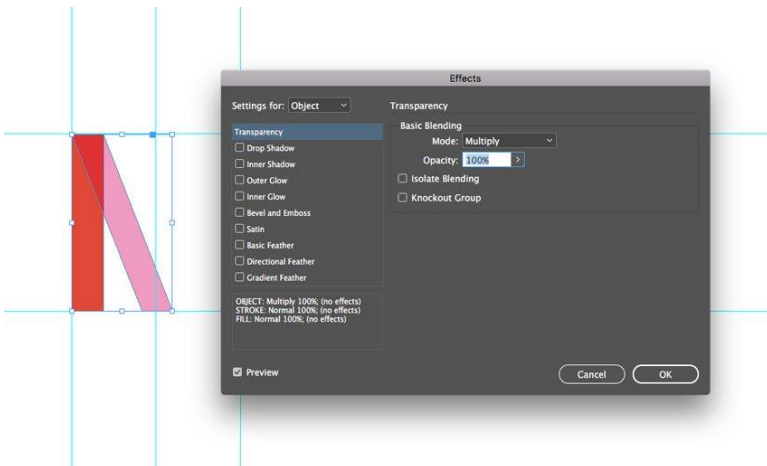 Effects
Settings for: Object
Transparency
Transparency
Drop Shadow
Inner Shadow
Outer Glow
Inner Glow
Bevel and Emboss
Satin
Basic Feather
Directional Feather
Gradient Feather
OBJECT: Multiply 100%; (no effects)
STROKE: Normal 100%; (no effects)
FILL: Normal 100%; (no effects)
Preview
Basic Blending
Mode: Multiply
Opacity: 100%
Isolate Blending
Knockout Group
Cancel
OK